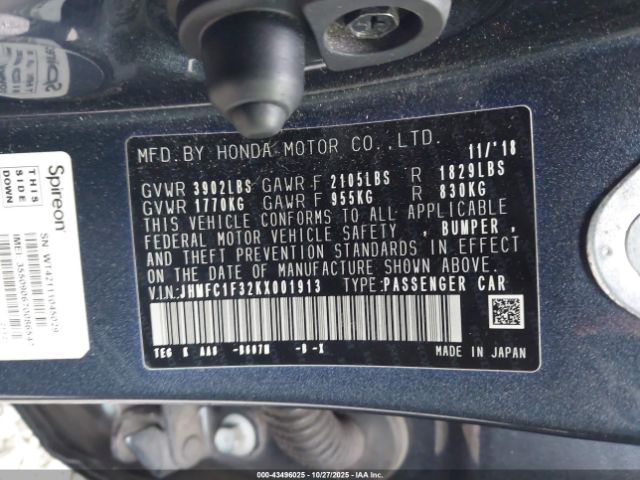 MFD.BY HONDA MOTOR CO.,LTD. 11/'18
GVWR 3902LBS GAWR F 2105LBS R 1829LBS
GVWR 1770KG GAWR F 955KG R 830KG
THIS VEHICLE CONFORMS TO ALL APPLICABLE
FEDERAL MOTOR VEHICLE SAFETY , BUMPER ,
AND THEFT PREVENTION STANDARDS IN EFFECT
ON THE DATE OF MANUFACTURE SHOWN ABOVE.
V.I.N:JHMFC1F32KX001913 TYPE:PASSENGER CAR
TEG K AA0 -B607M -B -X
MADE IN JAPAN
Spireon
THIS
SIDE
DOWN
000-43496025 - 10/27/2025 - IAA